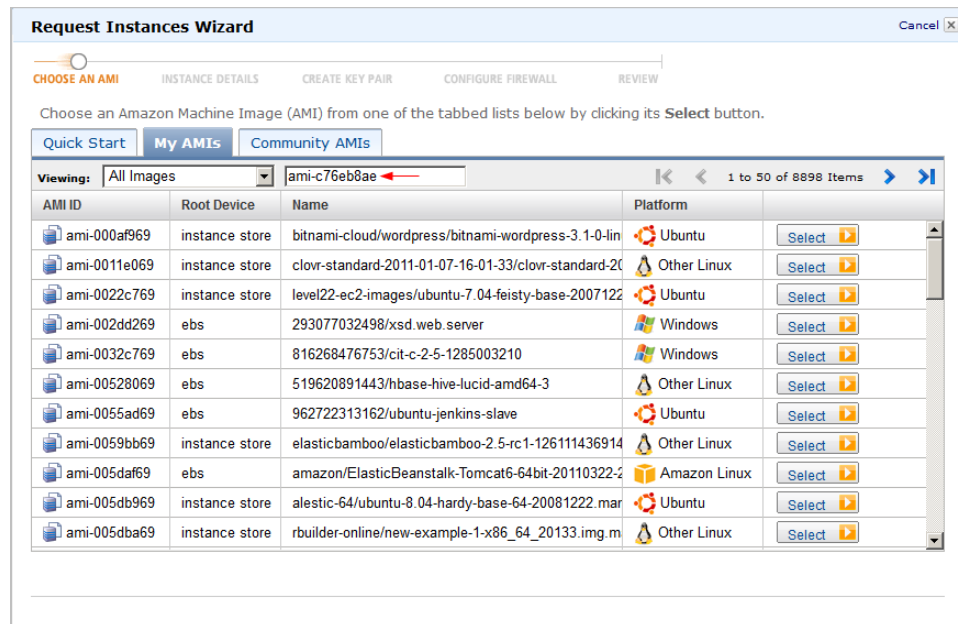 Request Instances Wizard
Cancel
CHOOSE AN AMI INSTANCE DETAILS CREATE KEY PAIR CONFIGURE FIREWALL REVIEW
Choose an Amazon Machine Image (AMI) from one of the tabbed lists below by clicking its Select button.
Quick Start My AMIs Community AMIs
Viewing: All Images ami-c76eb8ae 1 to 50 of 8898 Items
AMI ID Root Device Name Platform
ami-000af969 instance store bitnami-cloud/wordpress/bitnami-wordpress-3.1-0-lin Ubuntu Select
ami-0011e069 instance store clovr-standard-2011-01-07-16-01-33/clovr-standard-20 Other Linux Select
ami-0022c769 instance store level22-ec2-images/ubuntu-7.04-feisty-base-2007122 Ubuntu Select
ami-002dd269 ebs 293077032498/xsd.web.server Windows Select
ami-0032c769 ebs 816268476753/cit-c-2-5-1285003210 Windows Select
ami-00528069 ebs 519620891443/hbase-hive-lucid-amd64-3 Other Linux Select
ami-0055ad69 ebs 962722313162/ubuntu-jenkins-slave Ubuntu Select
ami-0059bb69 instance store elasticbamboo/elasticbamboo-2.5-rc1-126111436914 Other Linux Select
ami-005daf69 ebs amazon/ElasticBeanstalk-Tomcat6-64bit-20110322-2 Amazon Linux Select
ami-005db969 instance store alestic-64/ubuntu-8.04-hardy-base-64-20081222.mar Ubuntu Select
ami-005dba69 instance store rbuilder-online/new-example-1-x86_64_20133.img.m Other Linux Select